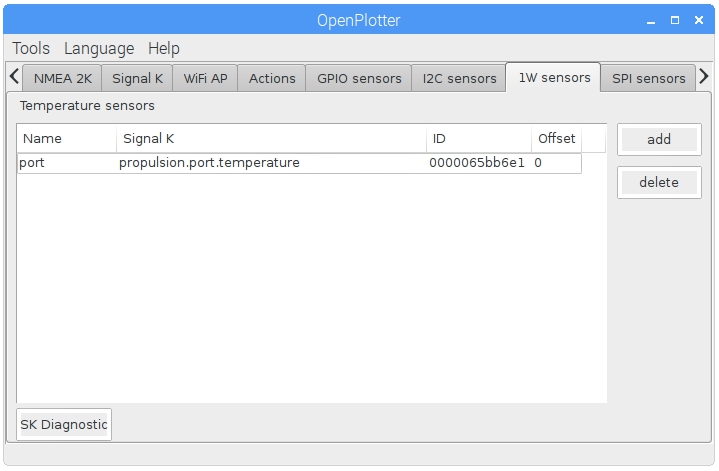 OpenPlotter
Tools Language Help
NMEA 2K Signal K WiFi AP Actions GPIO sensors I2C sensors 1W sensors SPI sensors
Temperature sensors
Name Signal K ID Offset
port propulsion.port.temperature 0000065bb6e1 0
add
delete
SK Diagnostic